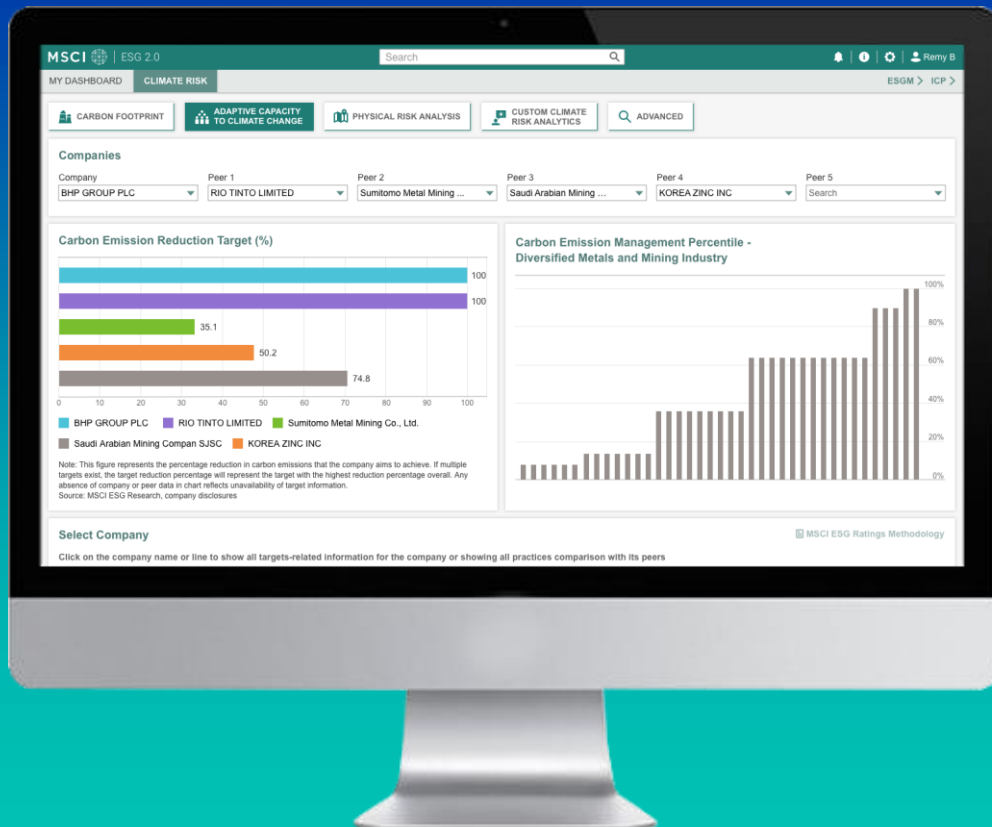 MSCI | ESG 2.0
Search
Remy B
MY DASHBOARD
CLIMATE RISK
ESGM >
ICP >
CARBON FOOTPRINT
ADAPTIVE CAPACITY
TO CLIMATE CHANGE
PHYSICAL RISK ANALYSIS
CUSTOM CLIMATE
RISK ANALYTICS
ADVANCED
Companies
Company
Peer 1
Peer 2
Peer 3
Peer 4
Peer 5
BHP GROUP PLC
RIO TINTO LIMITED
Sumitomo Metal Mining ...
Saudi Arabian Mining ...
KOREA ZINC INC
Search
Carbon Emission Reduction Target (%)
100
100
35.1
50.2
74.8
0 10 20 30 40 50 60 70 80 90 100
BHP GROUP PLC
RIO TINTO LIMITED
Sumitomo Metal Mining Co., Ltd.
Saudi Arabian Mining Compan SJSC
KOREA ZINC INC
Note: This figure represents the percentage reduction in carbon emissions that the company aims to achieve. If multiple
targets exist, the target reduction percentage will represent the target with the highest reduction percentage overall. Any
absence of company or peer data in chart reflects unavailability of target information.
Source: MSCI ESG Research, company disclosures
Carbon Emission Management Percentile -
Diversified Metals and Mining Industry
100%
80%
60%
40%
20%
0%
Select Company
MSCI ESG Ratings Methodology
Click on the company name or line to show all targets-related information for the company or showing all practices comparison with its peers